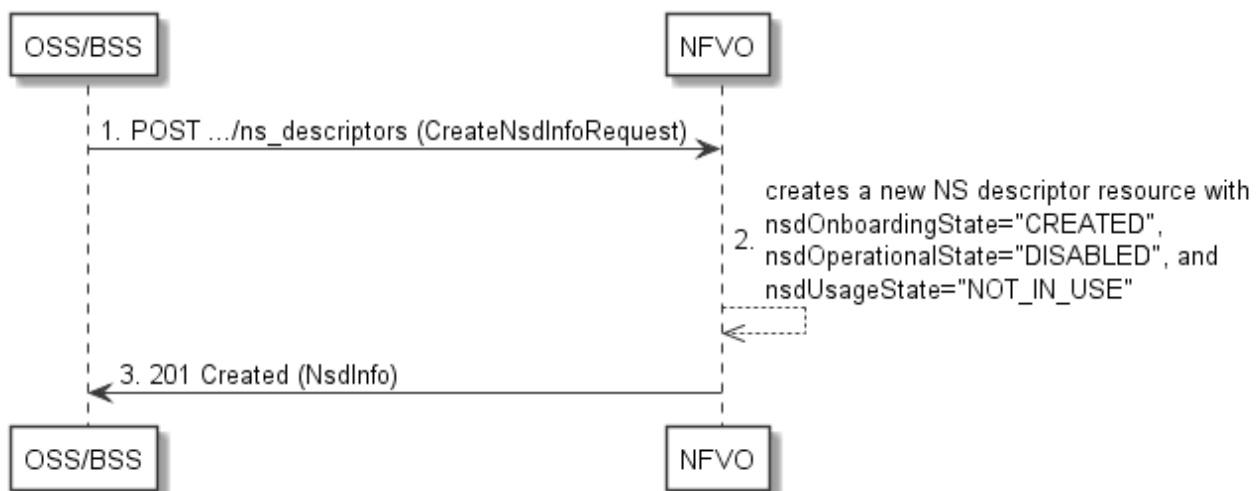 OSS/BSS
NFVO
1. POST .../ns_descriptors (CreateNsdInfoRequest)
creates a new NS descriptor resource with
nsdOnboardingState="CREATED",
2.
nsdOperationalState="DISABLED", and
nsdUsageState="NOT_IN_USE"
3. 201 Created (NsdInfo)
OSS/BSS
NFVO